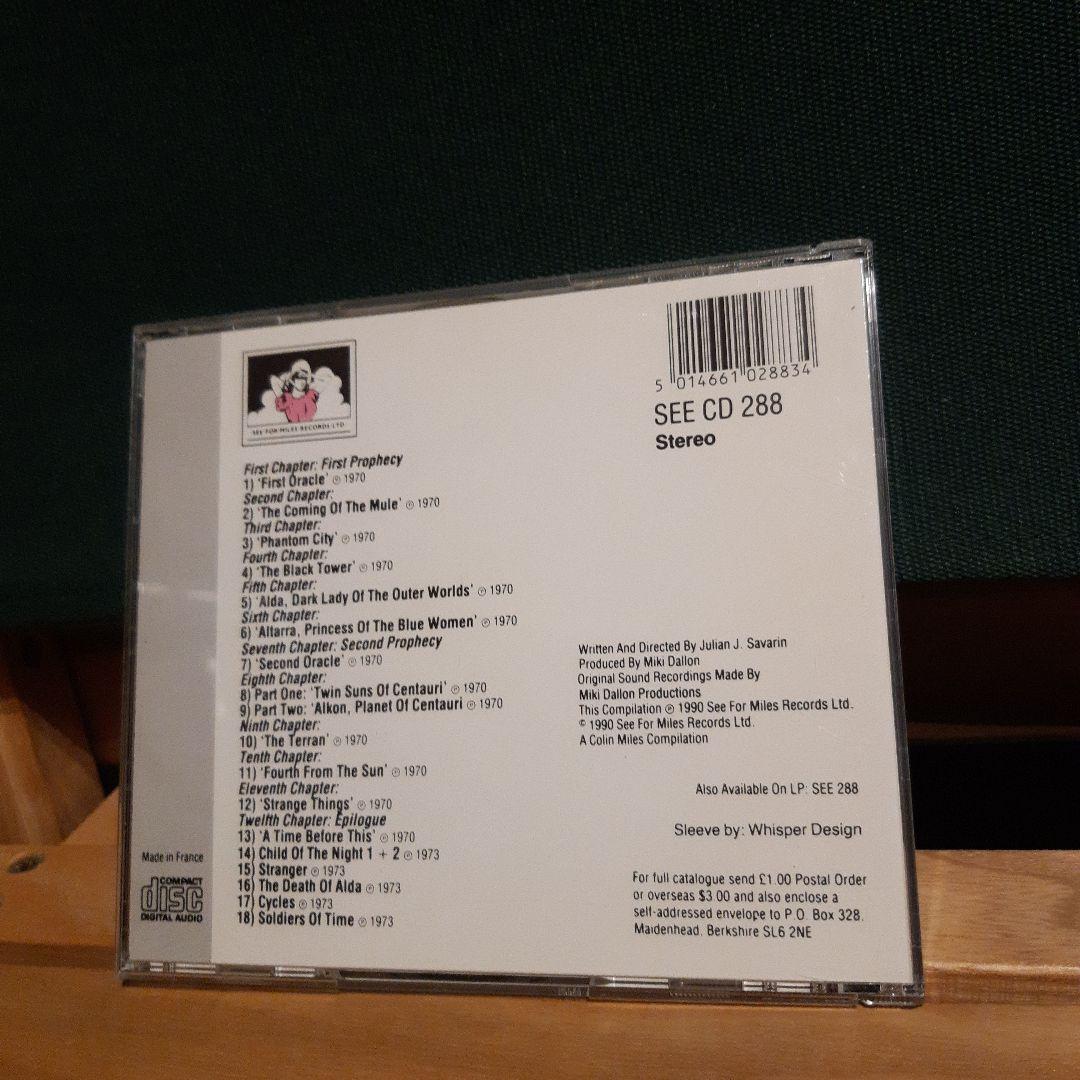 SEE FOR MILES RECORDS LTD.
5 014661 028834
SEE CD 288
Stereo
First Chapter: First Prophecy
1) 'First Oracle' ℗ 1970
Second Chapter:
2) 'The Coming Of The Mule' ℗ 1970
Third Chapter:
3) 'Phantom City' ℗ 1970
Fourth Chapter:
4) 'The Black Tower' ℗ 1970
Fifth Chapter:
5) 'Alda, Dark Lady Of The Outer Worlds' ℗ 1970
Sixth Chapter:
6) 'Altarra, Princess Of The Blue Women' ℗ 1970
Seventh Chapter: Second Prophecy
7) 'Second Oracle' ℗ 1970
Eighth Chapter:
8) Part One: 'Twin Suns Of Centauri' ℗ 1970
9) Part Two: 'Alkon, Planet Of Centauri ℗ 1970
Ninth Chapter:
10) 'The Terran' ℗ 1970
Tenth Chapter:
11) 'Fourth From The Sun' ℗ 1970
Eleventh Chapter:
12) 'Strange Things' ℗ 1970
Twelfth Chapter: Epilogue
13) 'A Time Before This' ℗ 1970
14) Child Of The Night 1 + 2 ℗ 1973
15) Stranger ℗ 1973
16) The Death Of Alda ℗ 1973
17) Cycles ℗ 1973
18) Soldiers Of Time ℗ 1973
Written And Directed By Julian J. Savarin
Produced By Miki Dallon
Original Sound Recordings Made By
Miki Dallon Productions
This Compilation ℗ 1990 See For Miles Records Ltd.
© 1990 See For Miles Records Ltd.
A Colin Miles Compilation
Also Available On LP: SEE 288
Sleeve by: Whisper Design
For full catalogue send £1.00 Postal Order
or overseas $3.00 and also enclose a
self-addressed envelope to P.O. Box 328,
Maidenhead, Berkshire SL6 2NE
Made in France
COMPACT
disc
DIGITAL AUDIO